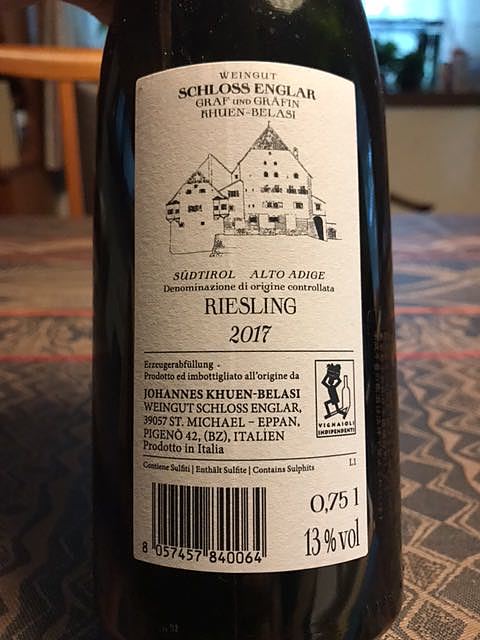 WEINGUT
SCHLOSS ENGLAR
GRAF UND GRÄFIN
KHUEN-BELASI
SÜDTIROL ALTO ADIGE
Denominazione di origine controllata
RIESLING
2017
Erzeugerabfüllung -
Prodotto ed imbottigliato all'origine da
JOHANNES KHUEN-BELASI
WEINGUT SCHLOSS ENGLAR,
39057 ST. MICHAEL – EPPAN,
PIGENÒ 42, (BZ), ITALIEN
Prodotto in Italia
VIGNAIOLI
INDIPENDENTI
Contiene Solfiti | Enthält Sulfite | Contains Sulphits
L1
0,75 l
13 % vol
8 057457 840064